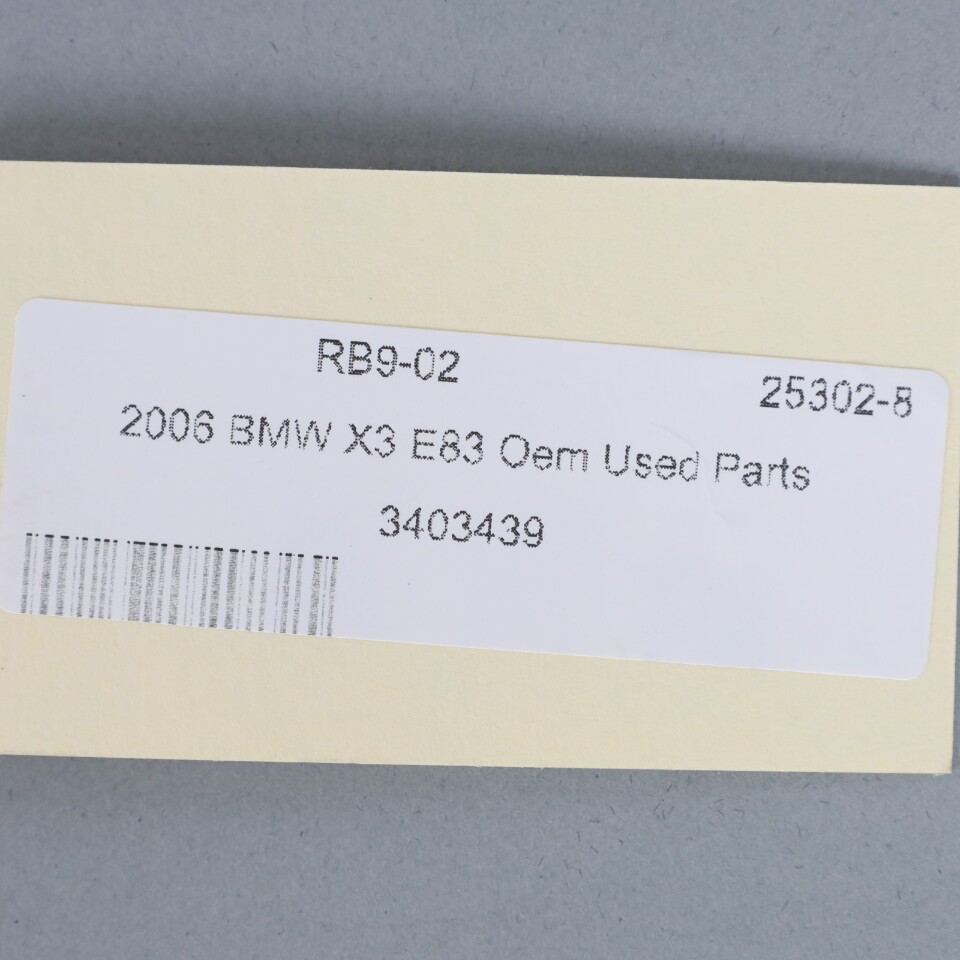 RB9-02 25302-8
2006 BMW X3 E83 Oem Used Parts
3403439